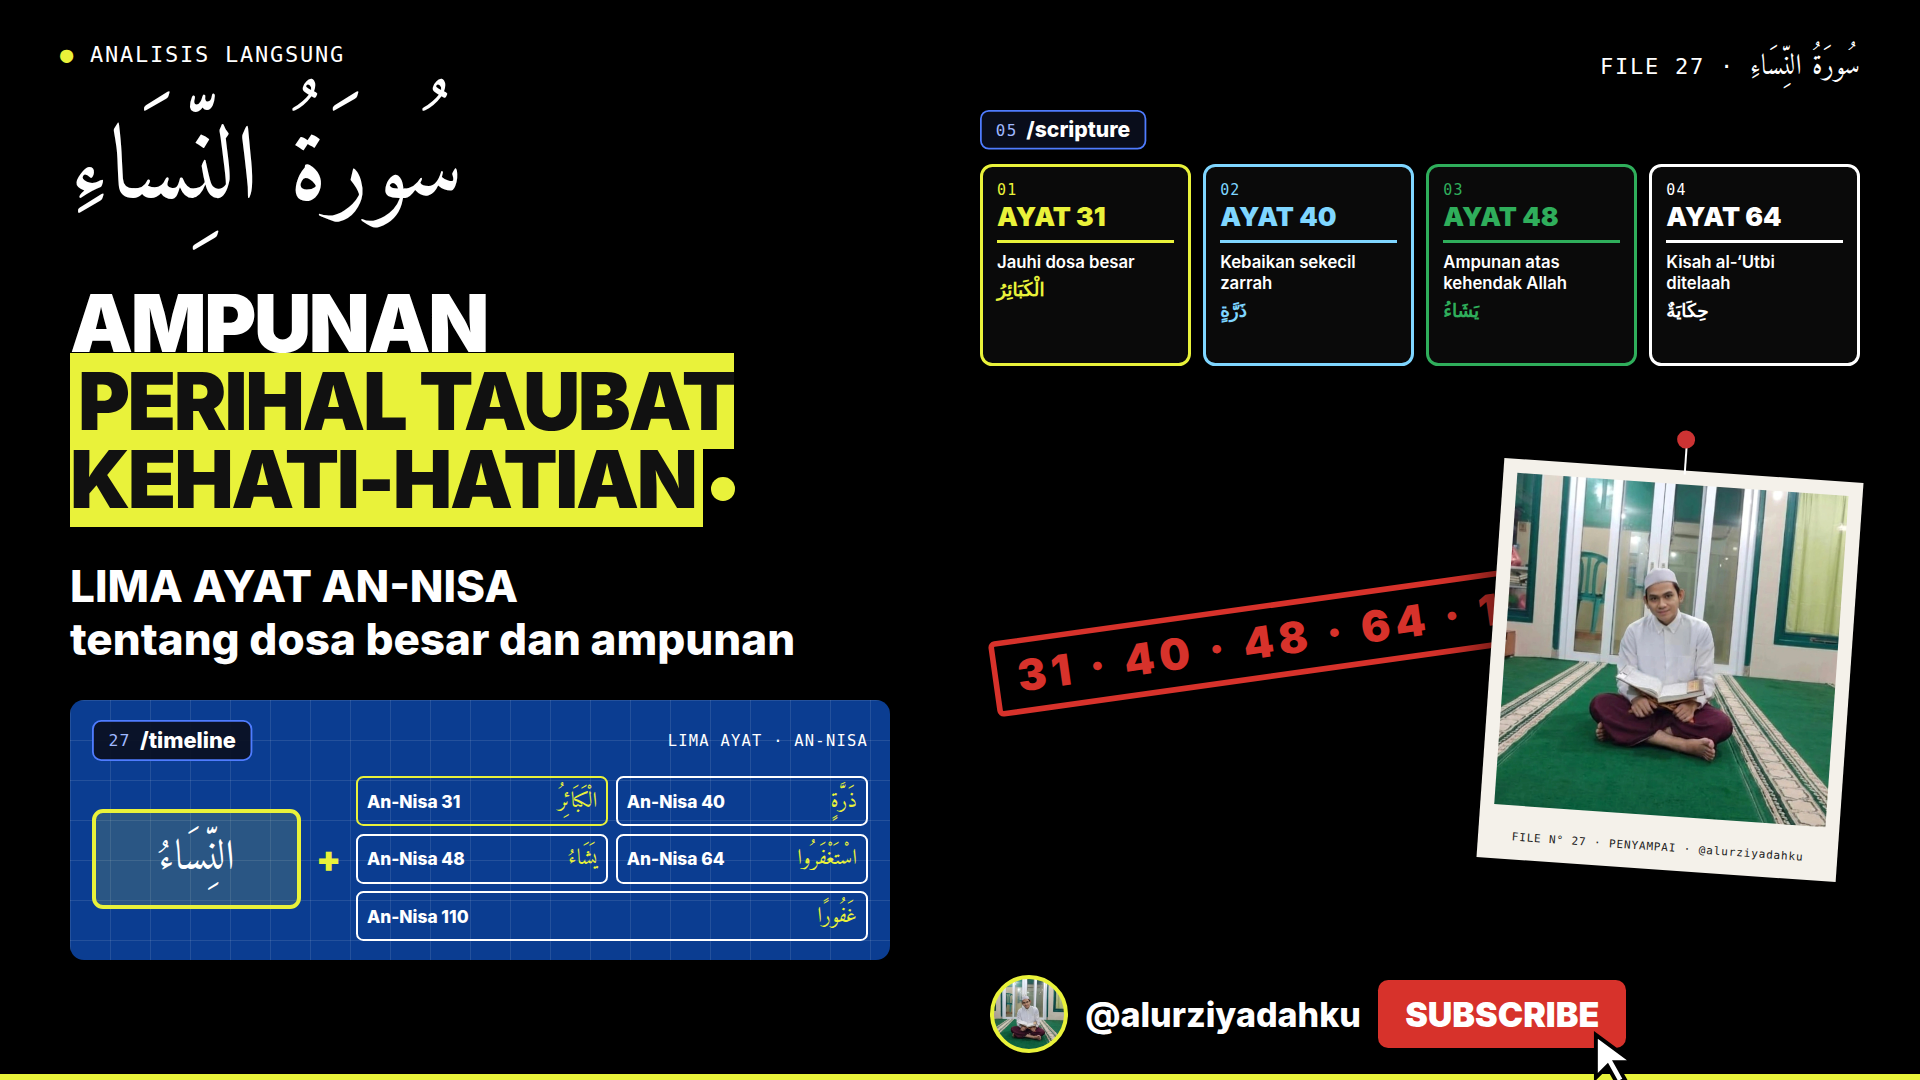 ANALISIS LANGSUNG
سُورَةُ النِّسَاءِ
AMPUNAN
PERIHAL TAUBAT
KEHATI-HATIAN
LIMA AYAT AN-NISA
tentang dosa besar dan ampunan
27 /timeline
LIMA AYAT · AN-NISA
النِّسَاءُ
+
An-Nisa 31 الْكَبَائِرُ
An-Nisa 40 ذَرَّةٍ
An-Nisa 48 يَشَاءُ
An-Nisa 64 اسْتَغْفَرُوا
An-Nisa 110 غَفُورًا
FILE 27 · سُورَةُ النِّسَاءِ
05 /scripture
01
AYAT 31
Jauhi dosa besar
الْكَبَائِرُ
02
AYAT 40
Kebaikan sekecil
zarrah
ذَرَّةٍ
03
AYAT 48
Ampunan atas
kehendak Allah
يَشَاءُ
04
AYAT 64
Kisah al-‘Utbi
ditelaah
حِكَايَةٌ
31 · 40 · 48 · 64 · 1
FILE N° 27 · PENYAMPAI · @alurziyadahku
@alurziyadahku
SUBSCRIBE